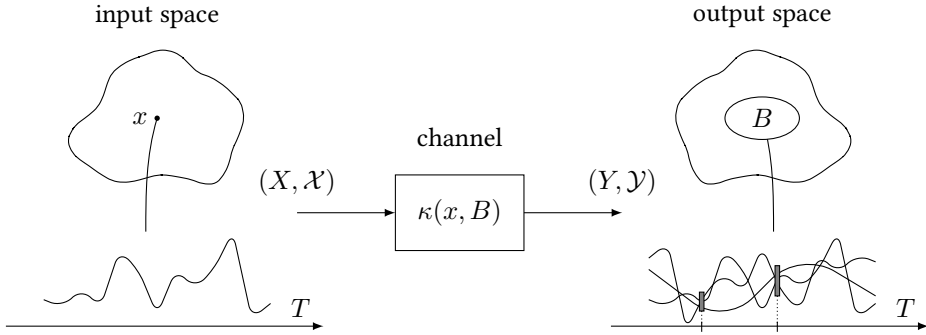 input space
output space
x
B
channel
(X, 𝒳)
κ(x, B)
(Y, 𝒴)
T
T